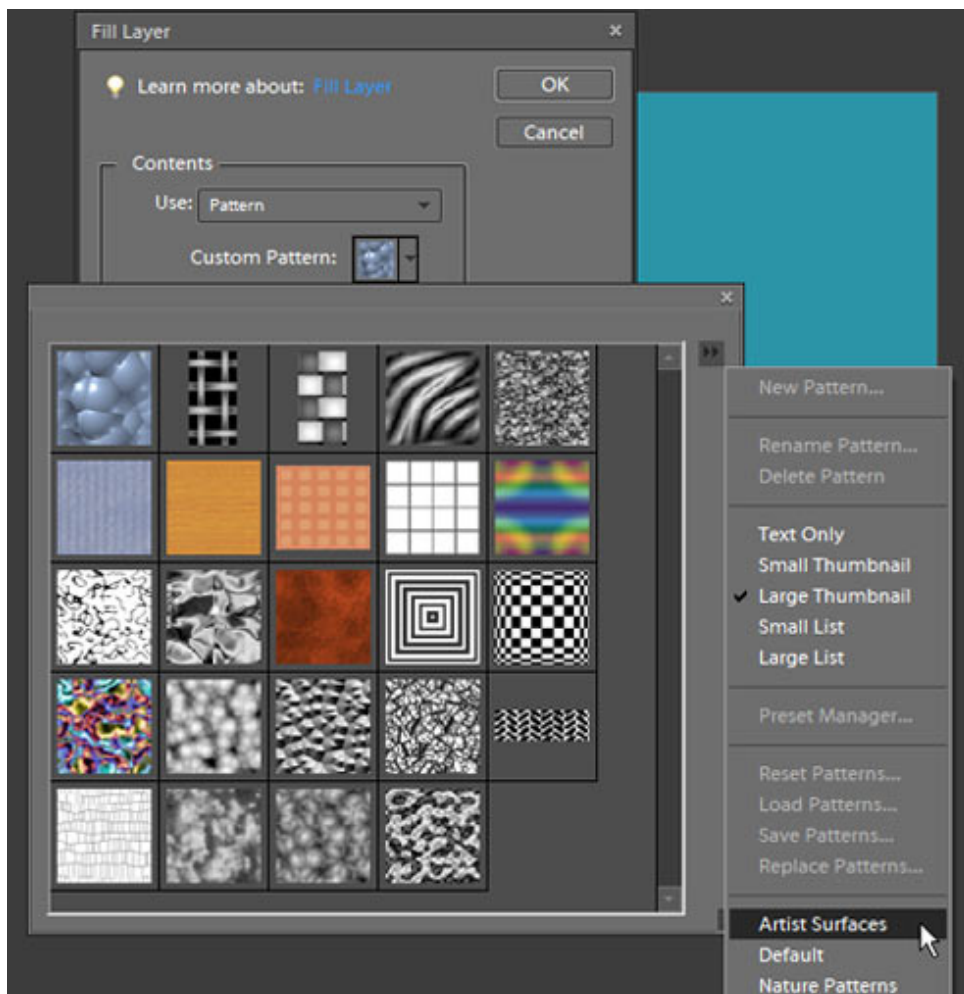 Fill Layer
Learn more about: Fill Layer
OK
Cancel
Contents
Use: Pattern
Custom Pattern:
New Pattern...
Rename Pattern...
Delete Pattern
Text Only
Small Thumbnail
Large Thumbnail
Small List
Large List
Preset Manager...
Reset Patterns...
Load Patterns...
Save Patterns...
Replace Patterns...
Artist Surfaces
Default
Nature Patterns